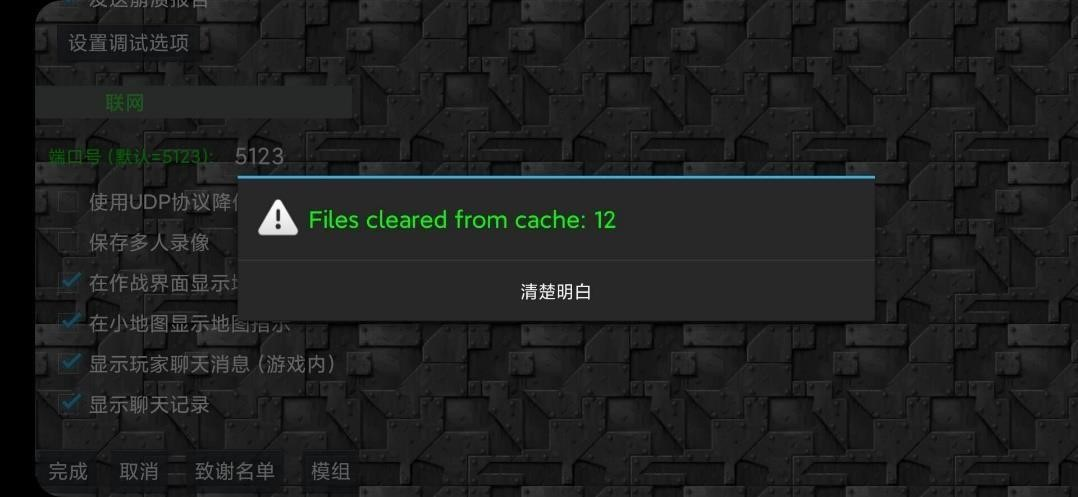 发送崩溃报告
设置调试选项
联网
端口号 (默认=5123): 5123
使用UDP协议降
Files cleared from cache: 12
保存多人录像
在作战界面显示
清楚明白
在小地图显示地图指示
显示玩家聊天消息 (游戏内)
显示聊天记录
完成 取消 致谢名单 模组